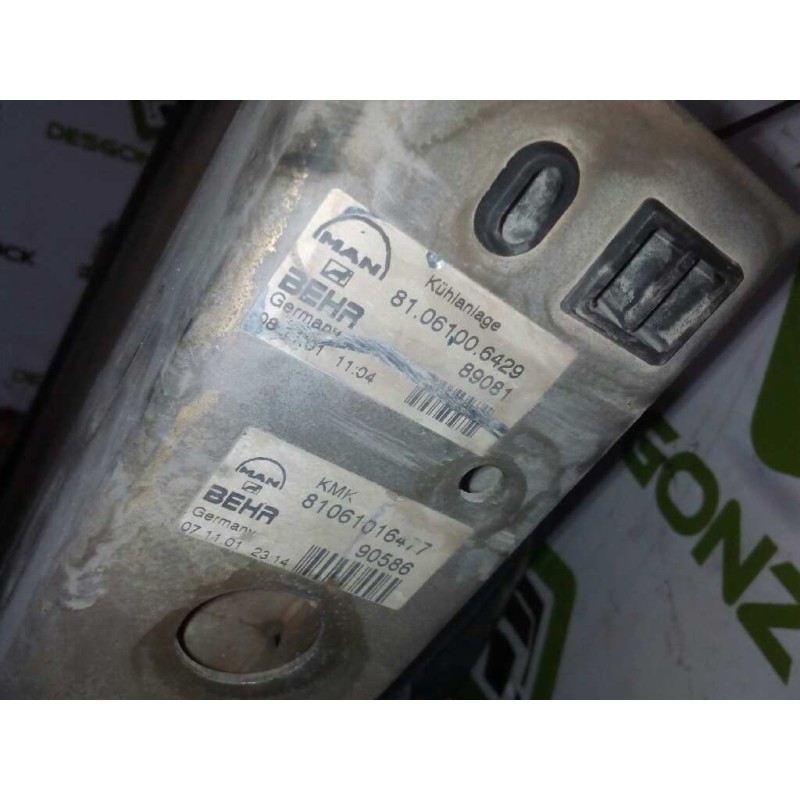 MAN
BEHR
Germany
11:04
Kühlanlage
81.06100.6429
89081
MAN
BEHR
Germany
07.11.01 23:14
KMK
81061016477
90586
DESGONZ